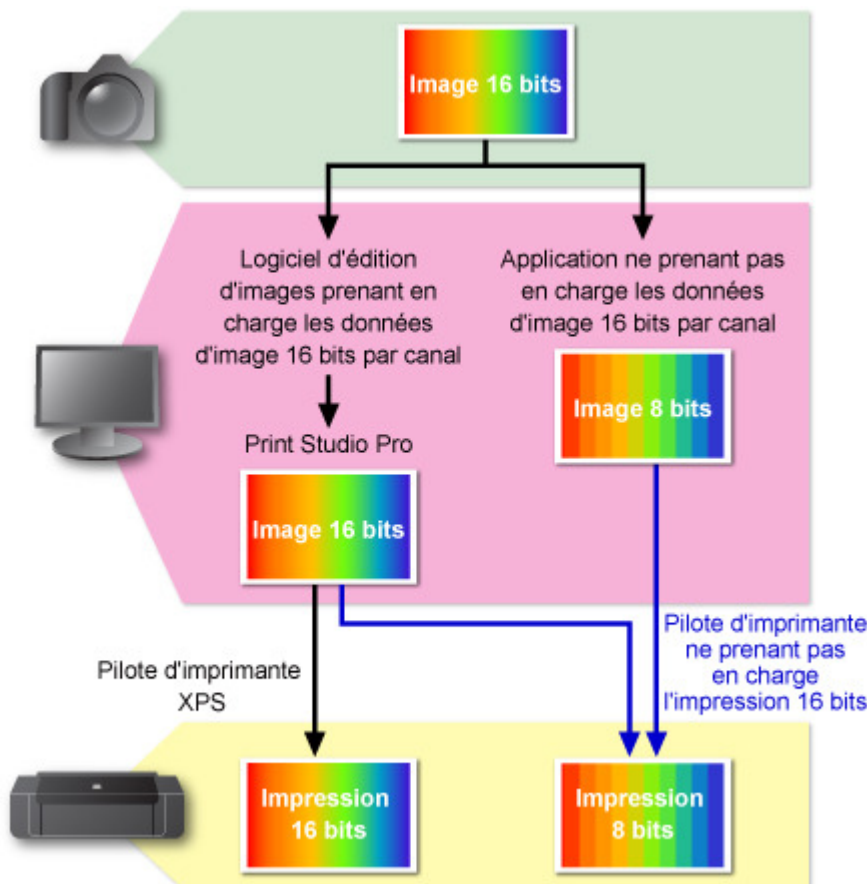 Image 16 bits
Logiciel d'édition
d'images prenant en
charge les données
d'image 16 bits par canal
Application ne prenant pas
en charge les données
d'image 16 bits par canal
Image 8 bits
Print Studio Pro
Image 16 bits
Pilote d'imprimante
XPS
Pilote d'imprimante
ne prenant pas
en charge
l'impression 16 bits
Impression
16 bits
Impression
8 bits